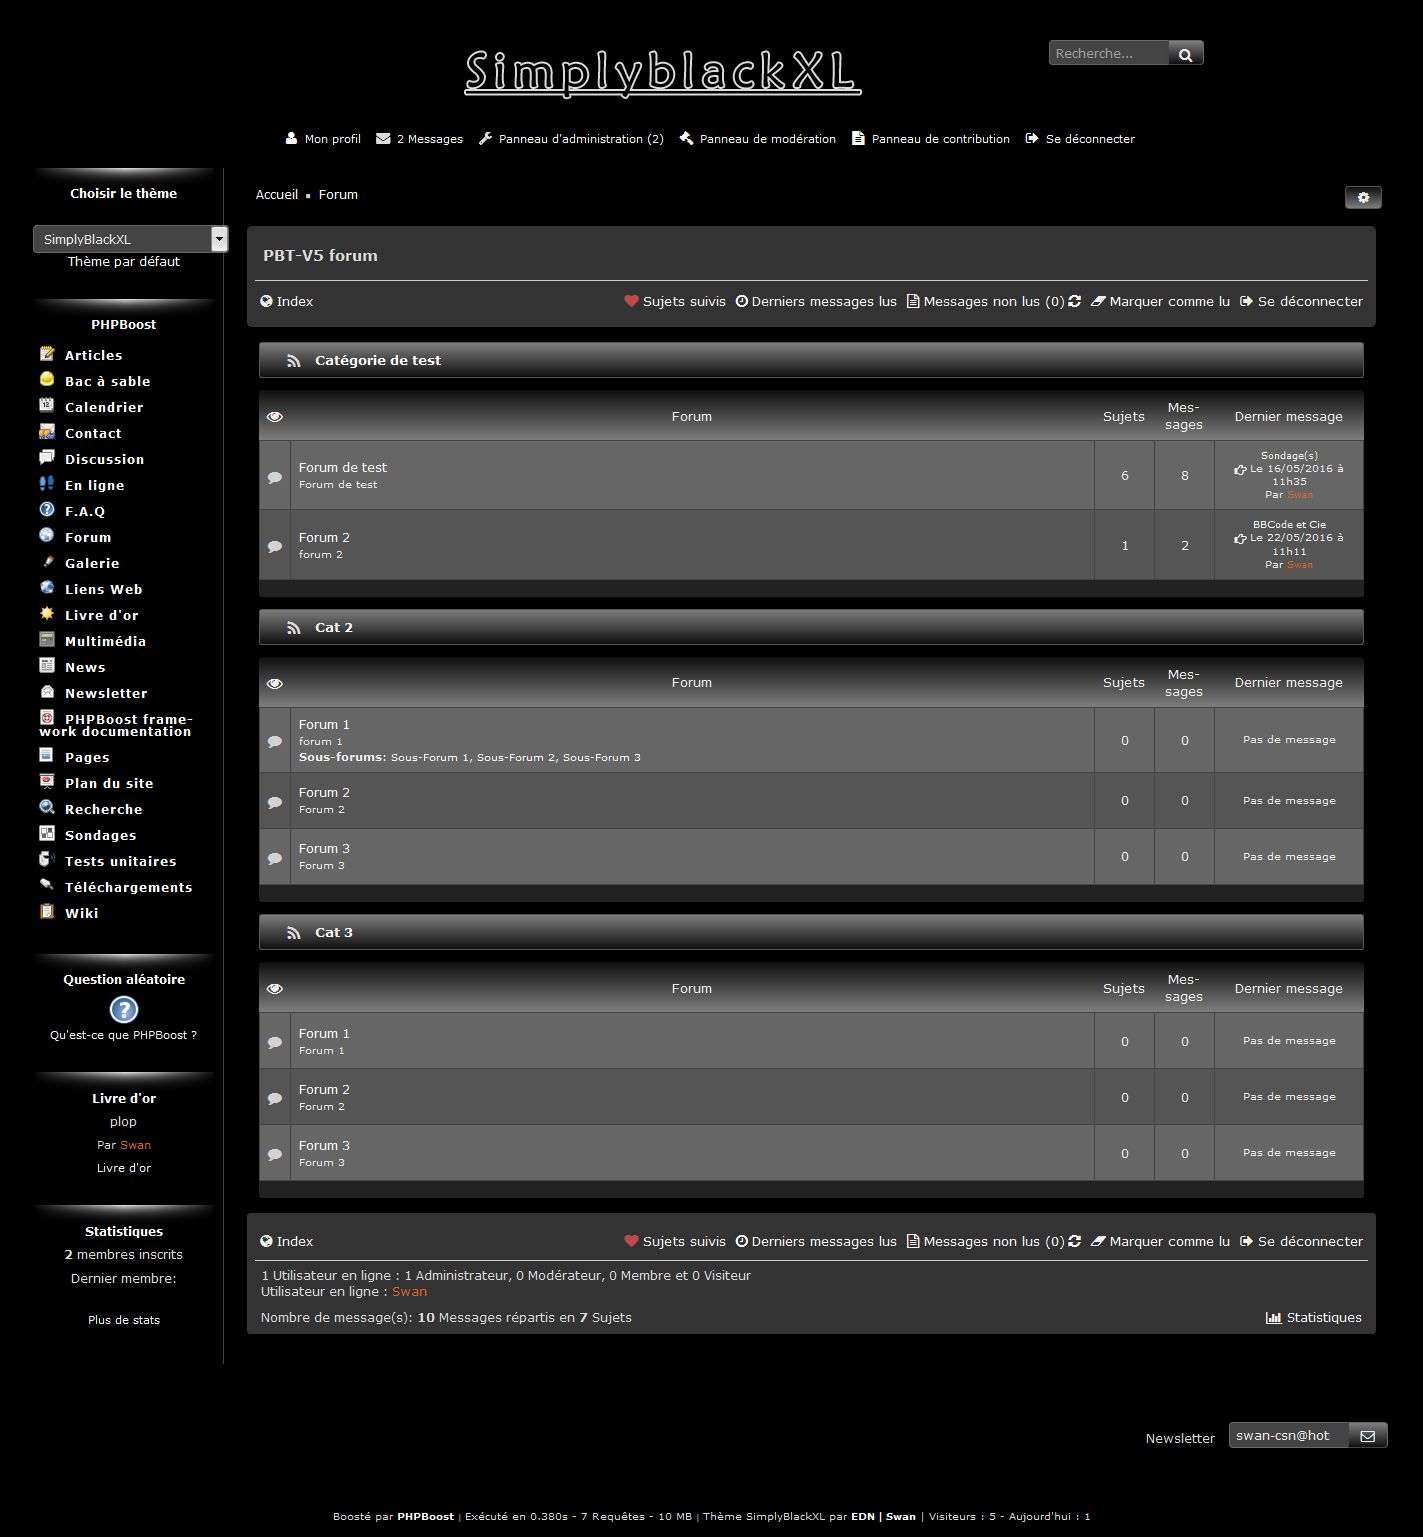 SimplyblackXL
Recherche...
Mon profil 2 Messages Panneau d'administration (2) Panneau de modération Panneau de contribution Se déconnecter
Choisir le thème
SimplyBlackXL
Thème par défaut
PHPBoost
Articles
Bac à sable
Calendrier
Contact
Discussion
En ligne
F.A.Q
Forum
Galerie
Liens Web
Livre d'or
Multimédia
News
Newsletter
PHPBoost frame-
work documentation
Pages
Plan du site
Recherche
Sondages
Tests unitaires
Téléchargements
Wiki
Question aléatoire
Qu'est-ce que PHPBoost ?
Livre d'or
plop
Par Swan
Livre d'or
Statistiques
2 membres inscrits
Dernier membre:
Plus de stats
Accueil Forum
PBT-V5 forum
Index Sujets suivis Derniers messages lus Messages non lus (0) Marquer comme lu Se déconnecter
Catégorie de test
Forum Sujets Mes-
sages Dernier message
Forum de test
Forum de test
6 8
Sondage(s)
Le 16/05/2016 à
11h35
Par Swan
Forum 2
forum 2
1 2
BBCode et Cie
Le 22/05/2016 à
11h11
Par Swan
Cat 2
Forum Sujets Mes-
sages Dernier message
Forum 1
forum 1
Sous-forums: Sous-Forum 1, Sous-Forum 2, Sous-Forum 3
0 0 Pas de message
Forum 2
Forum 2
0 0 Pas de message
Forum 3
Forum 3
0 0 Pas de message
Cat 3
Forum Sujets Mes-
sages Dernier message
Forum 1
Forum 1
0 0 Pas de message
Forum 2
Forum 2
0 0 Pas de message
Forum 3
Forum 3
0 0 Pas de message
Index Sujets suivis Derniers messages lus Messages non lus (0) Marquer comme lu Se déconnecter
1 Utilisateur en ligne : 1 Administrateur, 0 Modérateur, 0 Membre et 0 Visiteur
Utilisateur en ligne : Swan
Nombre de message(s): 10 Messages répartis en 7 Sujets Statistiques
Newsletter swan-csn@hot
Boosté par PHPBoost | Exécuté en 0.380s - 7 Requêtes - 10 MB | Thème SimplyBlackXL par EDN | Swan | Visiteurs : 5 - Aujourd'hui : 1